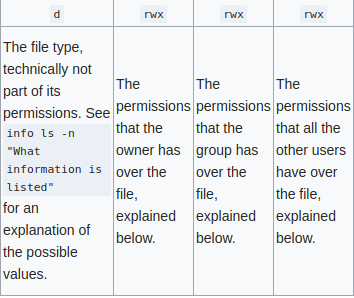 d
rwx
rwx
rwx
The file type,
technically not
part of its
permissions. See
info ls -n
"What
information is
listed"
for an
explanation of
the possible
values.
The
permissions
that the
owner has
over the
file,
explained
below.
The
permissions
that the
group has
over the
file,
explained
below.
The
permissions
that all the
other users
have over
the file,
explained
below.